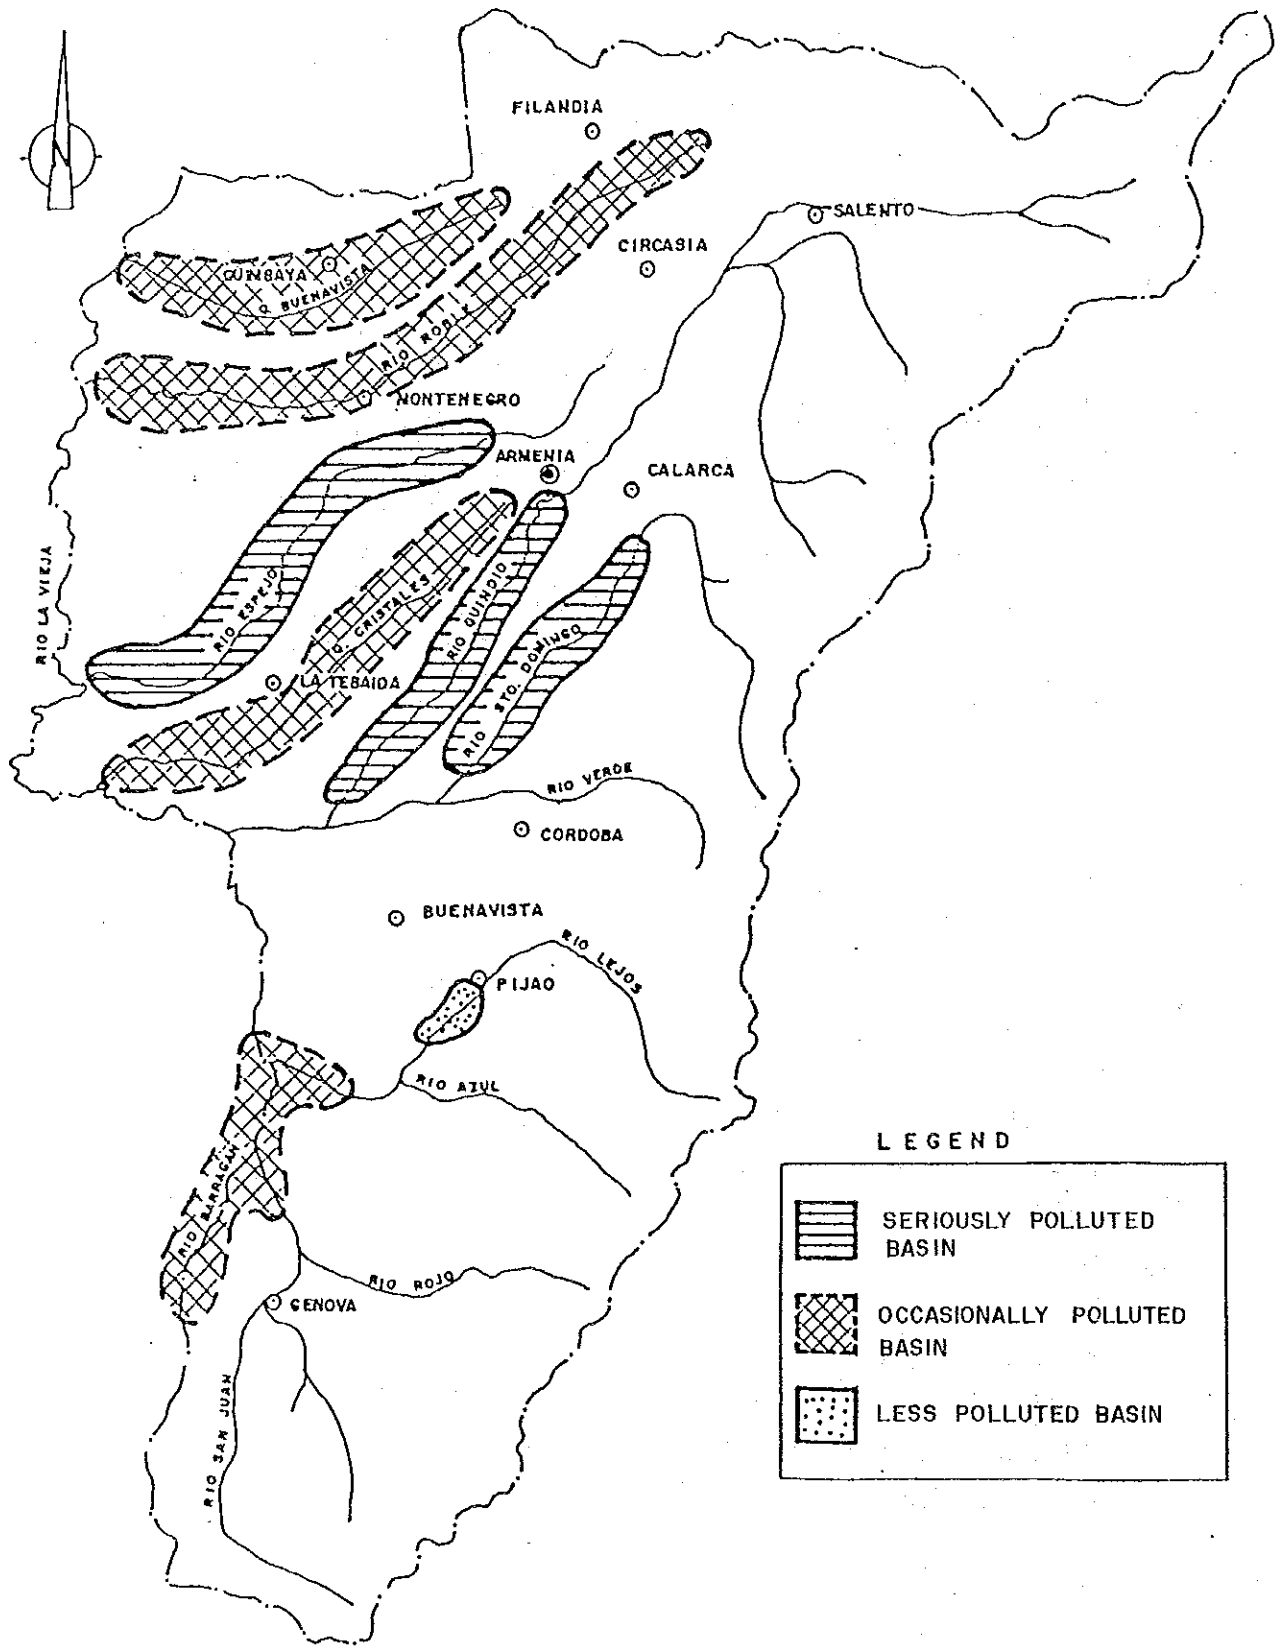 N
FILANDIA
SALENTO
CIRCASIA
QUIMBAYA
Q. BUENAVISTA
RIO ROBLE
MONTENEGRO
ARMENIA
CALARCA
RIO LA VIEJA
RIO ESPEJO
Q. CRISTALES
RIO QUINDIO
RIO STO. DOMINGO
LA TEBAIDA
RIO VERDE
CORDOBA
BUENAVISTA
RIO LEJOS
PIJAO
RIO AZUL
RIO BARRAGAN
RIO ROJO
GENOVA
RIO SAN JUAN
LEGEND
SERIOUSLY POLLUTED
BASIN
OCCASIONALLY POLLUTED
BASIN
LESS POLLUTED BASIN